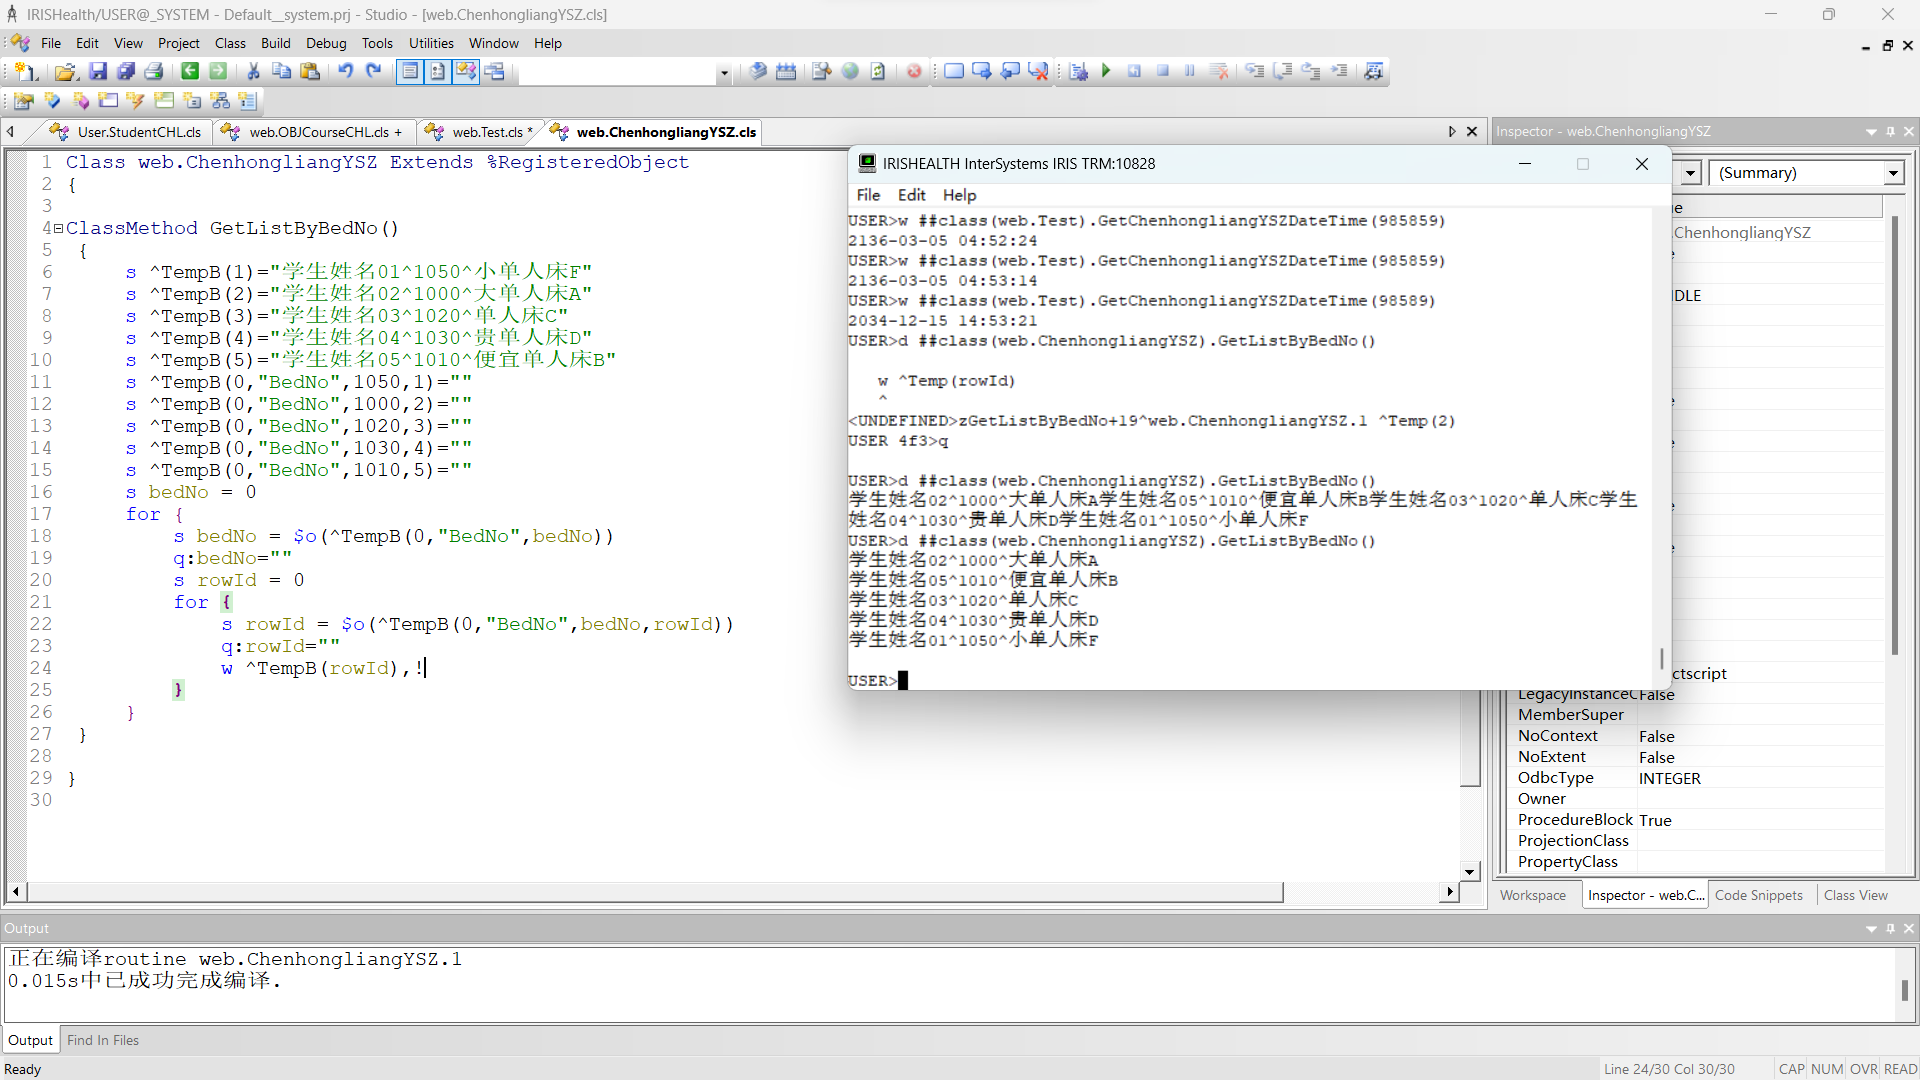 IRISHealth/USER@_SYSTEM - Default__system.prj - Studio - [web.ChenhongliangYSZ.cls]
File Edit View Project Class Build Debug Tools Utilities Window Help
User.StudentCHL.cls web.OBJCourseCHL.cls + web.Test.cls * web.ChenhongliangYSZ.cls
1 Class web.ChenhongliangYSZ Extends %RegisteredObject
2 {
3
4 ClassMethod GetListByBedNo()
5 {
6 s ^TempB(1)="学生姓名01^1050^小单人床F"
7 s ^TempB(2)="学生姓名02^1000^大单人床A"
8 s ^TempB(3)="学生姓名03^1020^单人床C"
9 s ^TempB(4)="学生姓名04^1030^贵单人床D"
10 s ^TempB(5)="学生姓名05^1010^便宜单人床B"
11 s ^TempB(0,"BedNo",1050,1)=""
12 s ^TempB(0,"BedNo",1000,2)=""
13 s ^TempB(0,"BedNo",1020,3)=""
14 s ^TempB(0,"BedNo",1030,4)=""
15 s ^TempB(0,"BedNo",1010,5)=""
16 s bedNo = 0
17 for {
18 s bedNo = $o(^TempB(0,"BedNo",bedNo))
19 q:bedNo=""
20 s rowId = 0
21 for {
22 s rowId = $o(^TempB(0,"BedNo",bedNo,rowId))
23 q:rowId=""
24 w ^TempB(rowId),!
25 }
26 }
27 }
28
29 }
30
IRISHEALTH InterSystems IRIS TRM:10828
File Edit Help
USER>w ##class(web.Test).GetChenhongliangYSZDateTime(985859)
2136-03-05 04:52:24
USER>w ##class(web.Test).GetChenhongliangYSZDateTime(985859)
2136-03-05 04:53:14
USER>w ##class(web.Test).GetChenhongliangYSZDateTime(98589)
2034-12-15 14:53:21
USER>d ##class(web.ChenhongliangYSZ).GetListByBedNo()
w ^Temp(rowId)
^
<UNDEFINED>zGetListByBedNo+19^web.ChenhongliangYSZ.1 ^Temp(2)
USER 4f3>q
USER>d ##class(web.ChenhongliangYSZ).GetListByBedNo()
学生姓名02^1000^大单人床A学生姓名05^1010^便宜单人床B学生姓名03^1020^单人床C学生
姓名04^1030^贵单人床D学生姓名01^1050^小单人床F
USER>d ##class(web.ChenhongliangYSZ).GetListByBedNo()
学生姓名02^1000^大单人床A
学生姓名05^1010^便宜单人床B
学生姓名03^1020^单人床C
学生姓名04^1030^贵单人床D
学生姓名01^1050^小单人床F
USER>
Inspector - web.ChenhongliangYSZ
(Summary)
ChenhongliangYSZ
ctscript
LegacyInstanceC False
MemberSuper
NoContext False
NoExtent False
OdbcType INTEGER
Owner
ProcedureBlock True
ProjectionClass
PropertyClass
Workspace Inspector - web.C... Code Snippets Class View
Output
正在编译routine web.ChenhongliangYSZ.1
0.015s中已成功完成编译.
Output Find In Files
Ready Line 24/30 Col 30/30 CAP NUM OVR READ